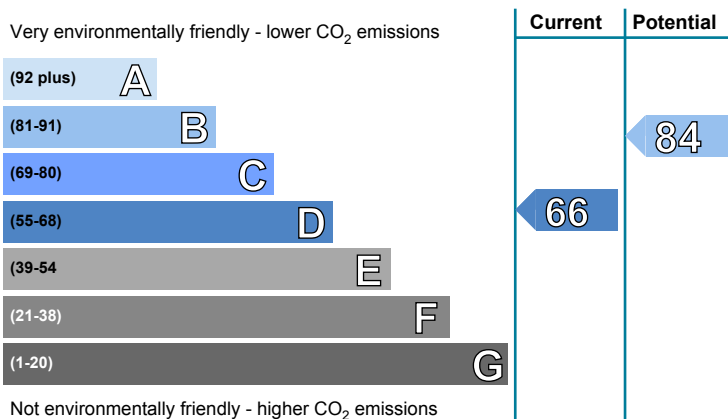 Current Potential
Very environmentally friendly - lower CO2 emissions
(92 plus) A
(81-91) B
84
(69-80) C
(55-68) D
66
(39-54 E
(21-38) F
(1-20) G
Not environmentally friendly - higher CO2 emissions